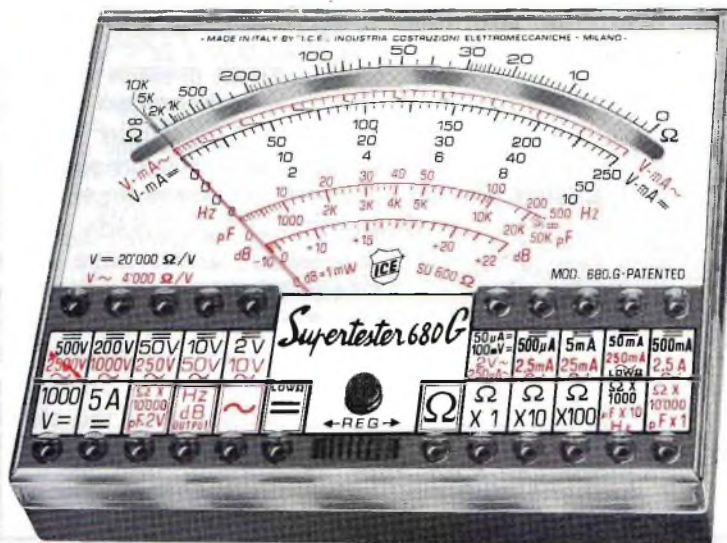 - MADE IN ITALY BY "I.C.E., INDUSTRIA COSTRUZIONI ELETTROMECCANICHE - MILANO -
10K 5K 2K 1K 500 200 100 50 30 20 10 0
∞ Ω Ω
V-mA~ V-mA~
50 100 150 200 250
V-mA= 0 10 20 30 40 50 V-mA=
0 2 4 6 8 10
Hz 0 10 20 30 40 50 100 200 500 Hz
pF 0 1000 2K 3K 4K 5K 10K 20K 50K ∞ pF
dB -10 0 +10 +15 +20 +22 dB
dB=1mW ICE SU 600 Ω
V = 20'000 Ω/V
V ~ 4'000 Ω/V
MOD. 680.G-PATENTED
Supertester 680 G
500V 200V 50V 10V 2V
2500V 1000V 250V 50V 10V
50µA= 500µA 5mA 50mA 500mA
100mV= 2,5mA 25mA 250mA 2,5 A
2V~ LOWΩ
1000 V= 5A = Ω X 10000 pF.2V Hz dB OUTPUT ~ LOWΩ =
←REG→
Ω Ω X 1 Ω X10 Ω X100 Ω X 1000 pF X 10 Hz Ω X 10'000 pF X 1